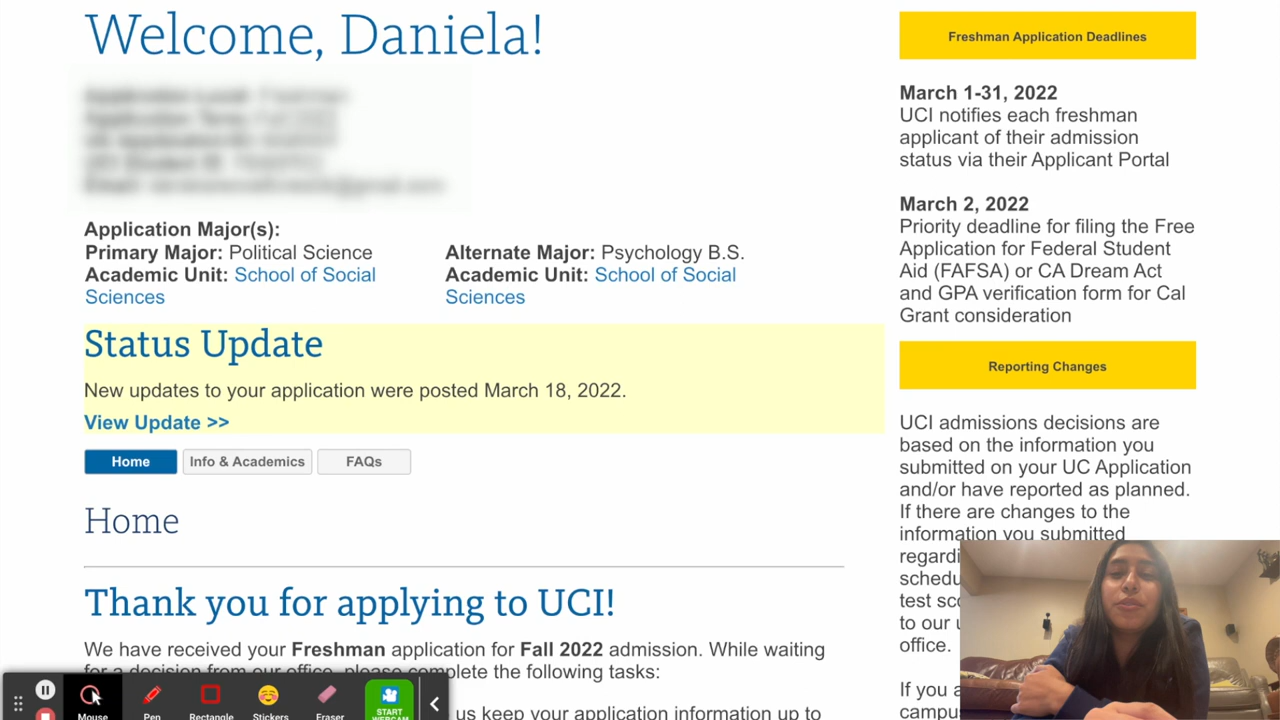 Welcome, Daniela!
Application Major(s):
Primary Major: Political Science
Academic Unit: School of Social
Sciences
Alternate Major: Psychology B.S.
Academic Unit: School of Social
Sciences
Status Update
New updates to your application were posted March 18, 2022.
View Update >>
Home
Info & Academics
FAQs
Home
Thank you for applying to UCI!
We have received your Freshman application for Fall 2022 admission. While waiting
for a decision from our office, please complete the following tasks:
us keep your application information up to
Freshman Application Deadlines
March 1-31, 2022
UCI notifies each freshman
applicant of their admission
status via their Applicant Portal
March 2, 2022
Priority deadline for filing the Free
Application for Federal Student
Aid (FAFSA) or CA Dream Act
and GPA verification form for Cal
Grant consideration
Reporting Changes
UCI admissions decisions are
based on the information you
submitted on your UC Application
and/or have reported as planned.
If there are changes to the
information you submitted
test
to our
office.
If you
Mouse
Pen
Rectangle
Stickers
Eraser
START
WEBCAM